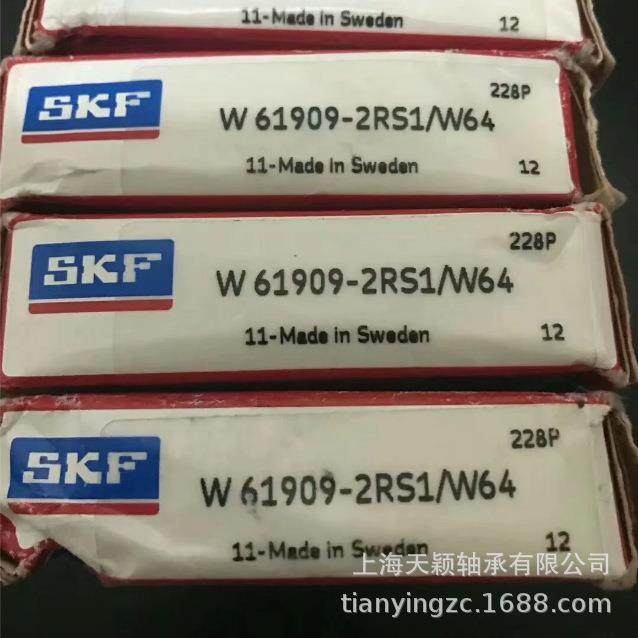 11-Made in Sweden 12
SKF
228P
W 61909-2RS1/W64
11-Made in Sweden 12
SKF
228P
W 61909-2RS1/W64
11-Made in Sweden 12
SKF
228P
W 61909-2RS1/W64
11-Made in Sweden 12
上海天颖轴承有限公司
tianyingzc.1688.com